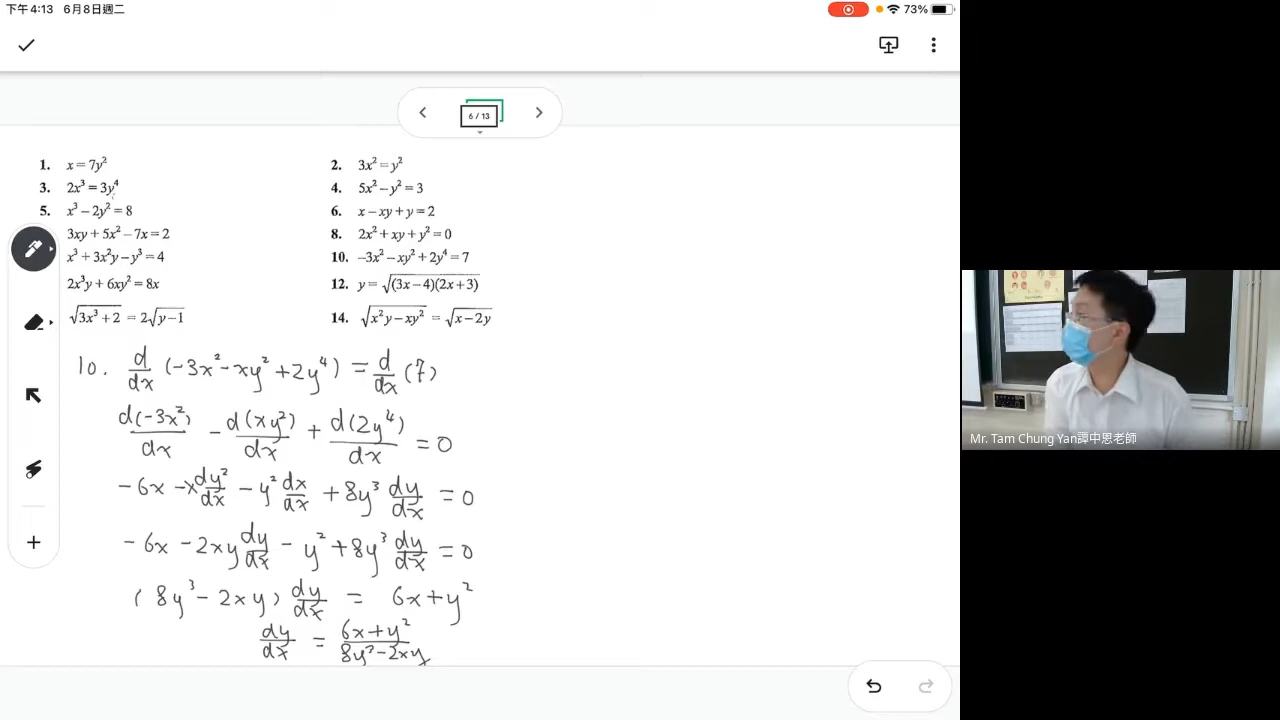 下午4:13 6月8日週二 73%
6 / 13
1. x = 7y² 2. 3x² = y²
3. 2x³ = 3y⁴ 4. 5x² − y² = 3
5. x³ − 2y² = 8 6. x − xy + y = 2
3xy + 5x² − 7x = 2 8. 2x² + xy + y² = 0
x³ + 3x²y − y³ = 4 10. −3x² − xy² + 2y⁴ = 7
2x³y + 6xy² = 8x 12. y = √((3x − 4)(2x + 3))
√(3x³ + 2) = 2√(y − 1) 14. √(x²y − xy²) = √(x − 2y)
10. d/dx (−3x² − xy² + 2y⁴) = d/dx (7)
d(−3x²)/dx − d(xy²)/dx + d(2y⁴)/dx = 0
−6x − x dy²/dx − y² dx/dx + 8y³ dy/dx = 0
−6x − 2xy dy/dx − y² + 8y³ dy/dx = 0
(8y³ − 2xy) dy/dx = 6x + y²
dy/dx = (6x + y²)/(8y³ − 2xy)
Mr. Tam Chung Yan譚中恩老師